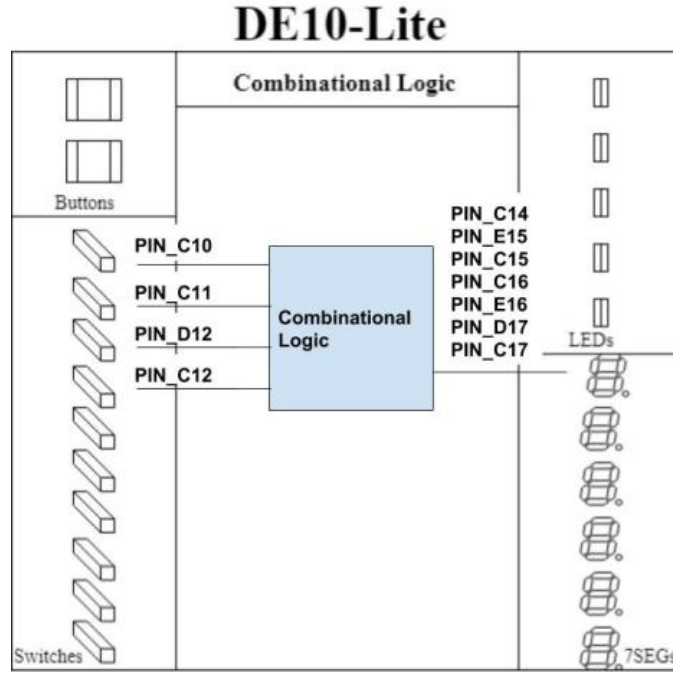 DE10-Lite
Combinational Logic
Buttons
PIN_C10
PIN_C11
PIN_D12
PIN_C12
Combinational
Logic
PIN_C14
PIN_E15
PIN_C15
PIN_C16
PIN_E16
PIN_D17
PIN_C17
LEDs
Switches
7SEGs